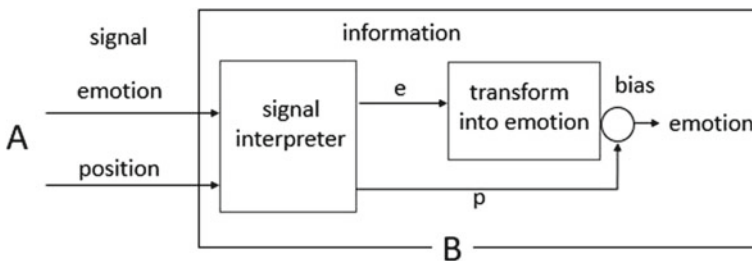 signal
information
emotion
A
position
signal
interpreter
e
transform
into emotion
bias
emotion
p
B